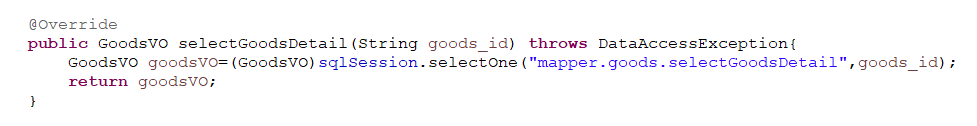 @Override
public GoodsVO selectGoodsDetail(String goods_id) throws DataAccessException{
GoodsVO goodsVO=(GoodsVO)sqlSession.selectOne("mapper.goods.selectGoodsDetail",goods_id);
return goodsVO;
}